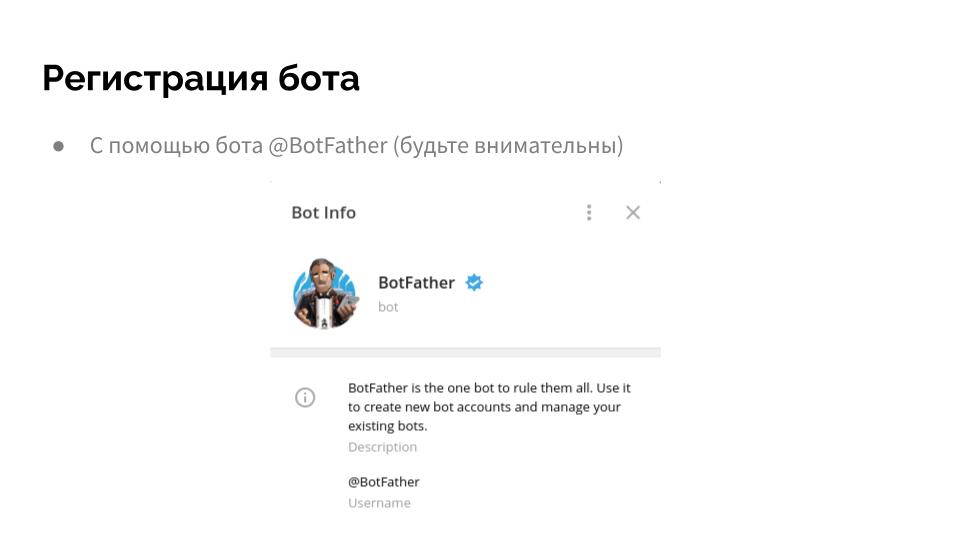 Регистрация бота
● С помощью бота @BotFather (будьте внимательны)
Bot Info
BotFather
bot
BotFather is the one bot to rule them all. Use it
to create new bot accounts and manage your
existing bots.
Description
@BotFather
Username